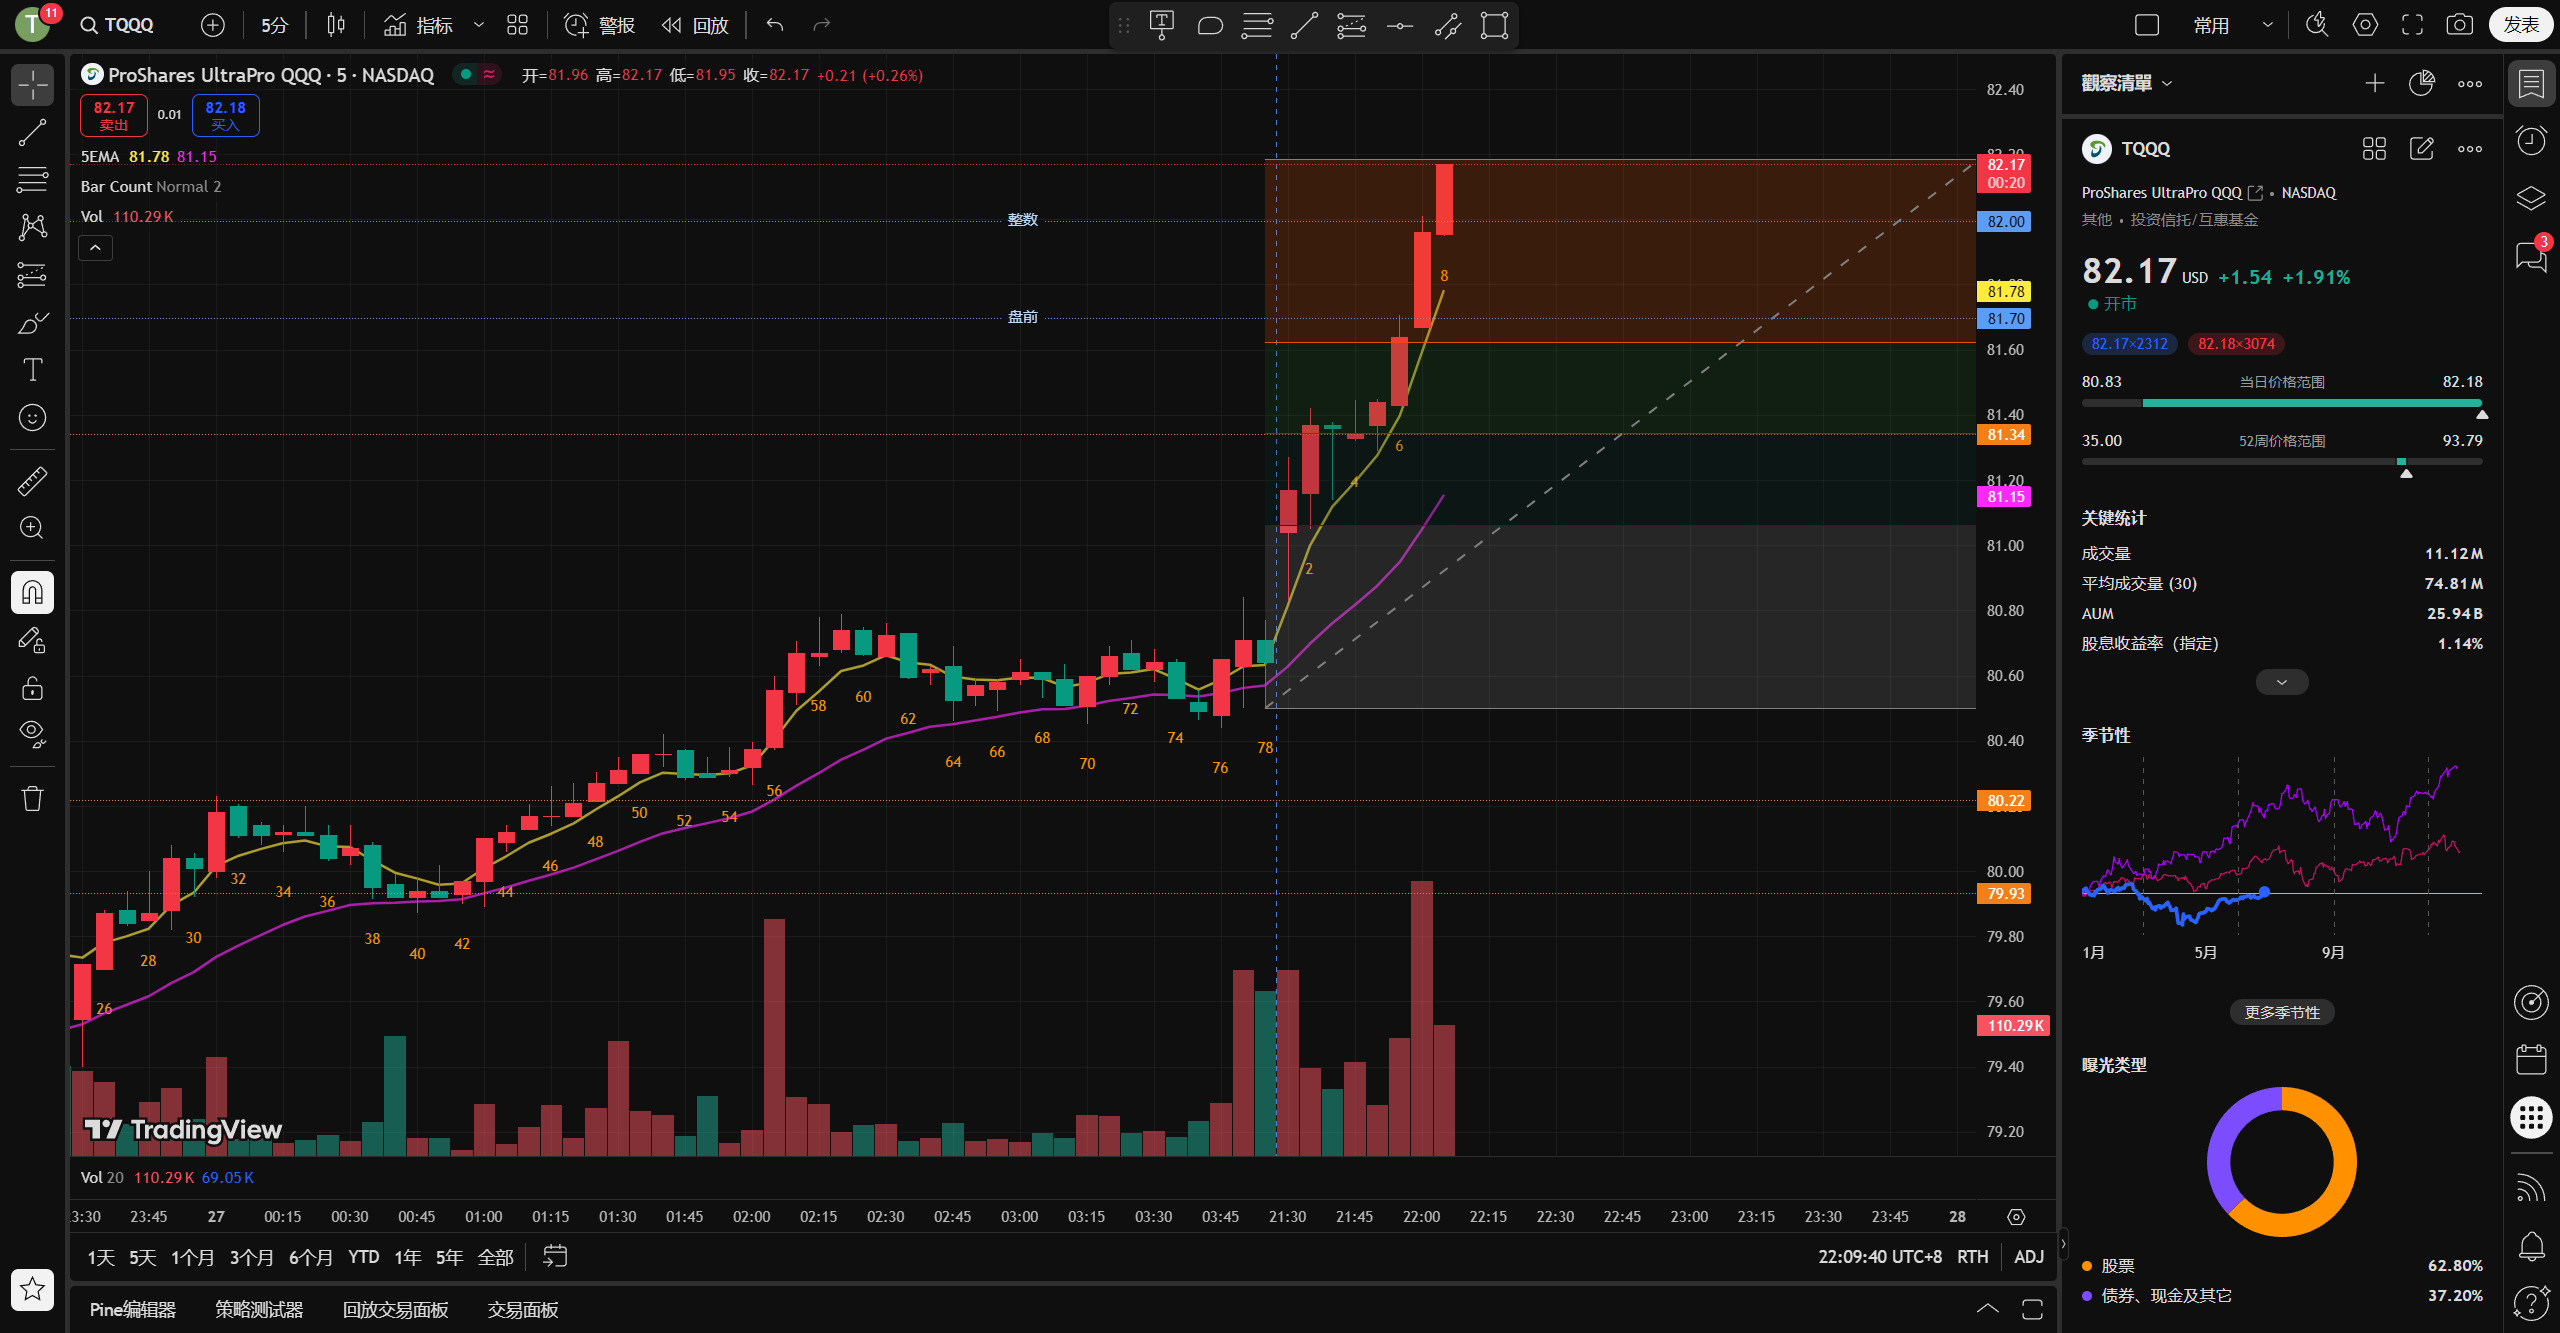 T 11 TQQQ 5分 指标 警报 回放 常用 发表
ProShares UltraPro QQQ · 5 · NASDAQ 开=81.96 高=82.17 低=81.95 收=82.17 +0.21 (+0.26%)
82.17 卖出 0.01 82.18 买入
5EMA 81.78 81.15
Bar Count Normal 2
Vol 110.29 K
整数
盘前
26
28
30
32
34
36
38
40
42
44
46
48
50
52
54
56
58
60
62
64
66
68
70
72
74
76
78
2
4
6
8
82.40
82.17
00:20
82.00
81.78
81.70
81.60
81.40
81.34
81.20
81.15
81.00
80.80
80.60
80.40
80.22
80.00
79.93
79.80
79.60
110.29 K
79.40
79.20
TradingView
Vol 20 110.29 K 69.05 K
3:30 23:45 27 00:15 00:30 00:45 01:00 01:15 01:30 01:45 02:00 02:15 02:30 02:45 03:00 03:15 03:30 03:45 21:30 21:45 22:00 22:15 22:30 22:45 23:00 23:15 23:30 23:45 28
1天 5天 1个月 3个月 6个月 YTD 1年 5年 全部 22:09:40 UTC+8 RTH ADJ
Pine编辑器 策略测试器 回放交易面板 交易面板
觀察清單
TQQQ
ProShares UltraPro QQQ • NASDAQ
其他 • 投资信托/互惠基金
82.17 USD +1.54 +1.91%
开市
82.17×2312 82.18×3074
80.83 当日价格范围 82.18
35.00 52周价格范围 93.79
关键统计
成交量 11.12 M
平均成交量 (30) 74.81 M
AUM 25.94 B
股息收益率（指定） 1.14%
季节性
1月 5月 9月
更多季节性
曝光类型
股票 62.80%
债券、现金及其它 37.20%
3